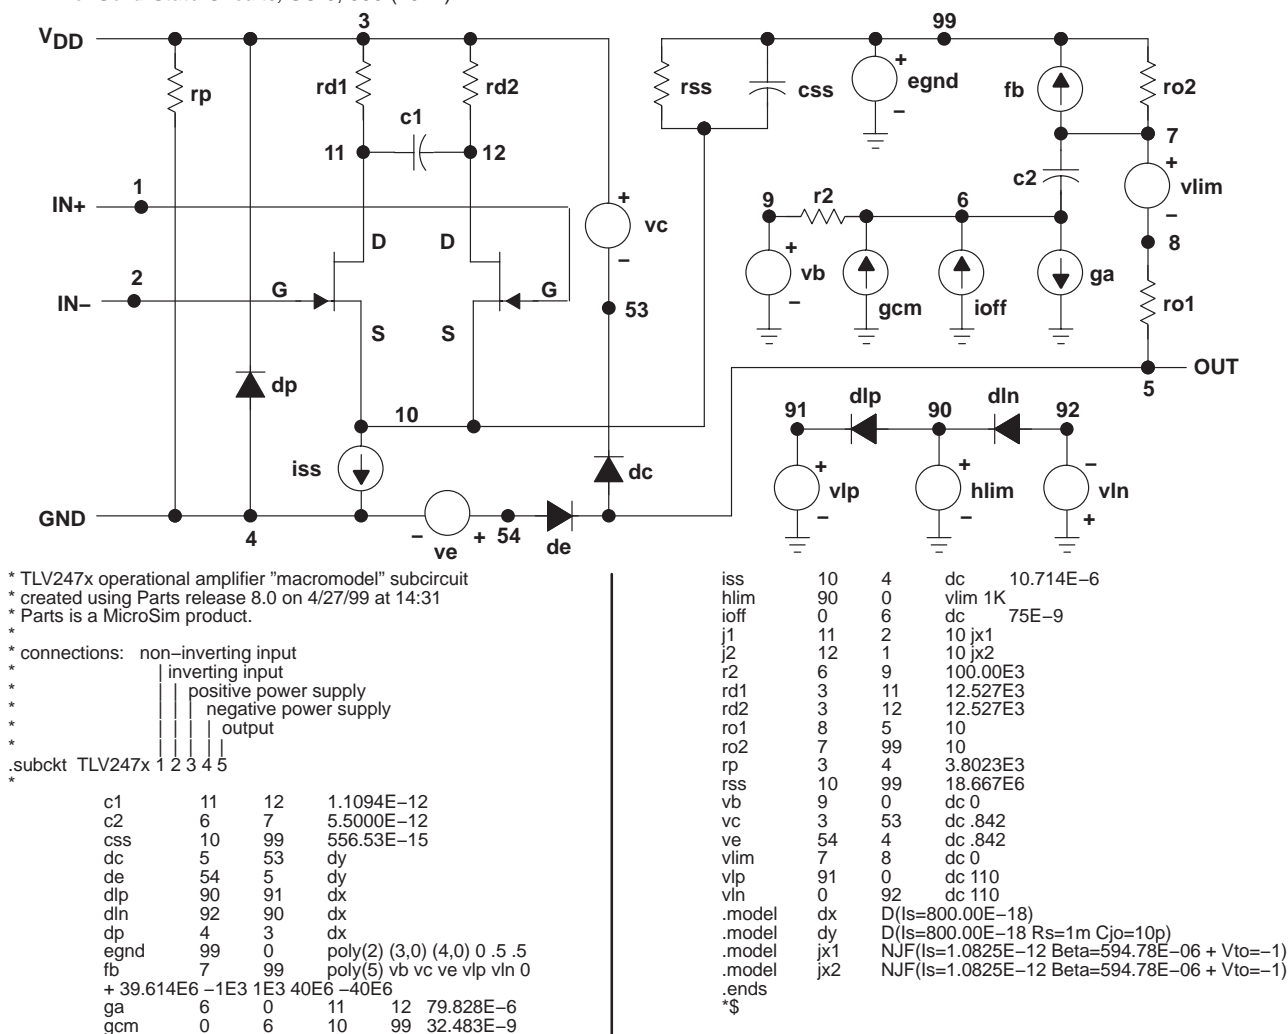 3
99
VDD
rp
rd1
rd2
c1
11
12
rss
css
egnd
+
−
fb
ro2
7
c2
+
vlim
−
8
1
IN+
2
IN−
G
D
D
G
S
S
+
vc
−
53
9
r2
6
+
vb
−
gcm
ioff
ga
ro1
OUT
5
dp
10
iss
dc
GND
4
−
ve
+
54
de
91
dlp
90
dln
92
+
vlp
−
+
hlim
−
−
vln
+
* TLV247x operational amplifier ”macromodel” subcircuit
* created using Parts release 8.0 on 4/27/99 at 14:31
* Parts is a MicroSim product.
*
* connections: non−inverting input
* | inverting input
* | | positive power supply
* | | | negative power supply
* | | | | output
* | | | | |
.subckt TLV247x 1 2 3 4 5
*
c1 11 12 1.1094E−12
c2 6 7 5.5000E−12
css 10 99 556.53E−15
dc 5 53 dy
de 54 5 dy
dlp 90 91 dx
dln 92 90 dx
dp 4 3 dx
egnd 99 0 poly(2) (3,0) (4,0) 0 .5 .5
fb 7 99 poly(5) vb vc ve vlp vln 0
+ 39.614E6 −1E3 1E3 40E6 −40E6
ga 6 0 11 12 79.828E−6
gcm 0 6 10 99 32.483E−9
iss 10 4 dc 10.714E−6
hlim 90 0 vlim 1K
ioff 0 6 dc 75E−9
j1 11 2 10 jx1
j2 12 1 10 jx2
r2 6 9 100.00E3
rd1 3 11 12.527E3
rd2 3 12 12.527E3
ro1 8 5 10
ro2 7 99 10
rp 3 4 3.8023E3
rss 10 99 18.667E6
vb 9 0 dc 0
vc 3 53 dc .842
ve 54 4 dc .842
vlim 7 8 dc 0
vlp 91 0 dc 110
vln 0 92 dc 110
.model dx D(Is=800.00E−18)
.model dy D(Is=800.00E−18 Rs=1m Cjo=10p)
.model jx1 NJF(Is=1.0825E−12 Beta=594.78E−06 + Vto=−1)
.model jx2 NJF(Is=1.0825E−12 Beta=594.78E−06 + Vto=−1)
.ends
*$